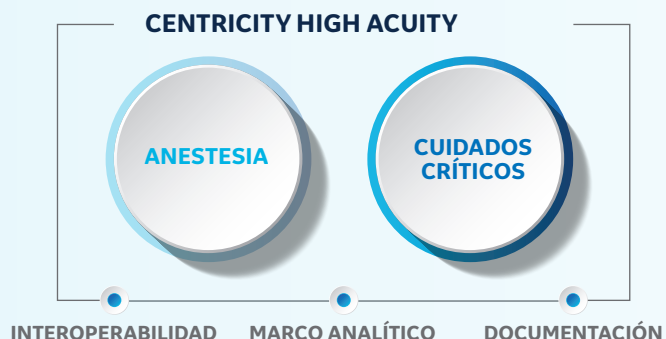 CENTRICITY HIGH ACUITY
ANESTESIA
CUIDADOS
CRÍTICOS
INTEROPERABILIDAD
MARCO ANALÍTICO
DOCUMENTACIÓN